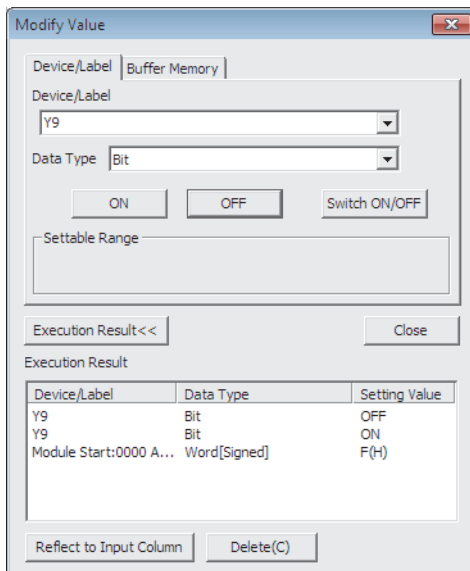 Modify Value
Device/Label Buffer Memory
Device/Label
Y9
Data Type Bit
ON OFF Switch ON/OFF
Settable Range
Execution Result<< Close
Execution Result
Device/Label Data Type Setting Value
Y9 Bit OFF
Y9 Bit ON
Module Start:0000 A... Word[Signed] F(H)
Reflect to Input Column Delete(C)